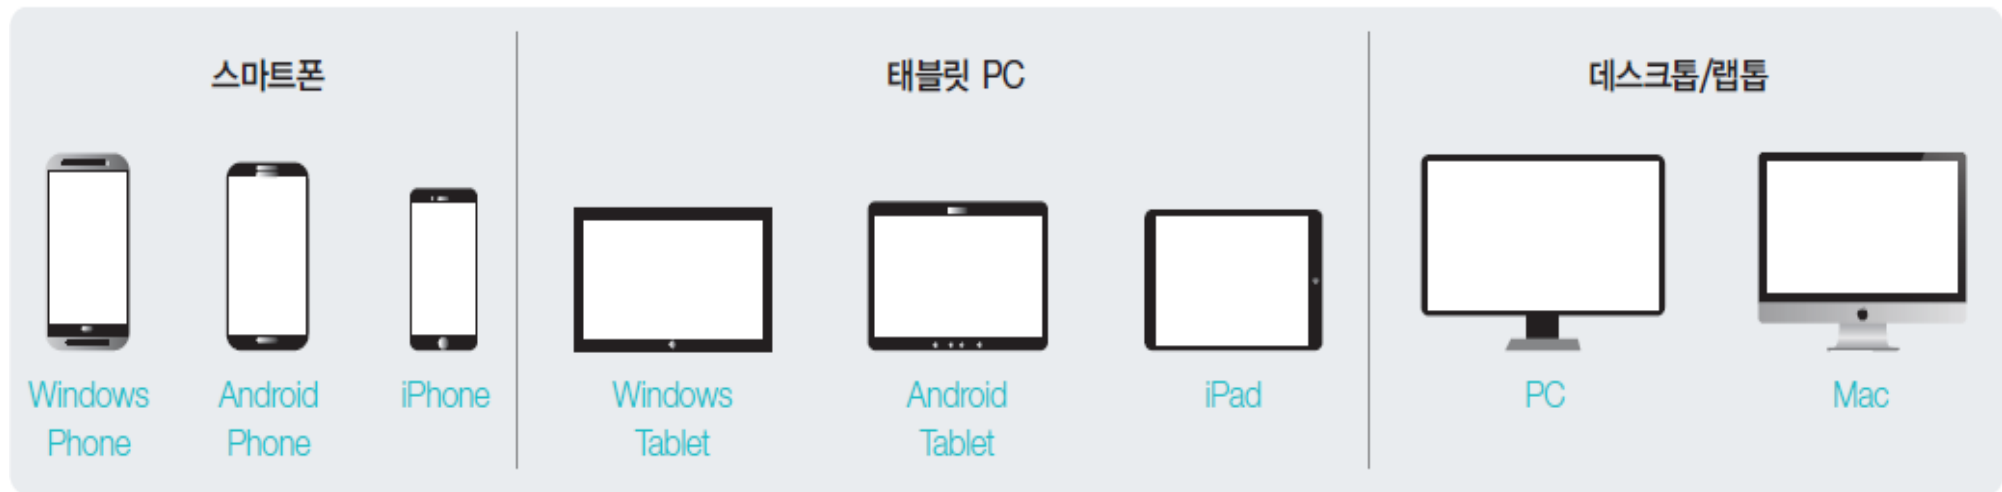 스마트폰
태블릿 PC
데스크톱/랩톱
Windows
Phone
Android
Phone
iPhone
Windows
Tablet
Android
Tablet
iPad
PC
Mac